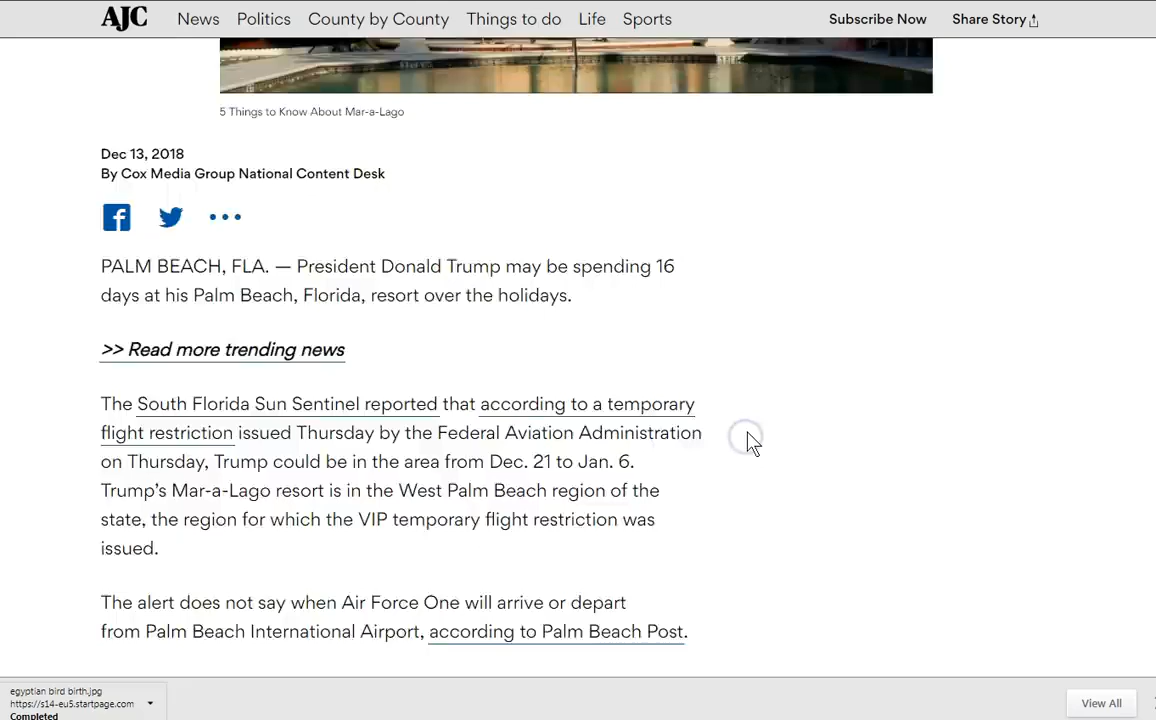 AJC News Politics County by County Things to do Life Sports Subscribe Now Share Story
5 Things to Know About Mar-a-Lago
Dec 13, 2018
By Cox Media Group National Content Desk
PALM BEACH, FLA. — President Donald Trump may be spending 16
days at his Palm Beach, Florida, resort over the holidays.
>> Read more trending news
The South Florida Sun Sentinel reported that according to a temporary
flight restriction issued Thursday by the Federal Aviation Administration
on Thursday, Trump could be in the area from Dec. 21 to Jan. 6.
Trump’s Mar-a-Lago resort is in the West Palm Beach region of the
state, the region for which the VIP temporary flight restriction was
issued.
The alert does not say when Air Force One will arrive or depart
from Palm Beach International Airport, according to Palm Beach Post.
egyptian bird birth.jpg
https://s14-eu5.startpage.com
Completed
View All